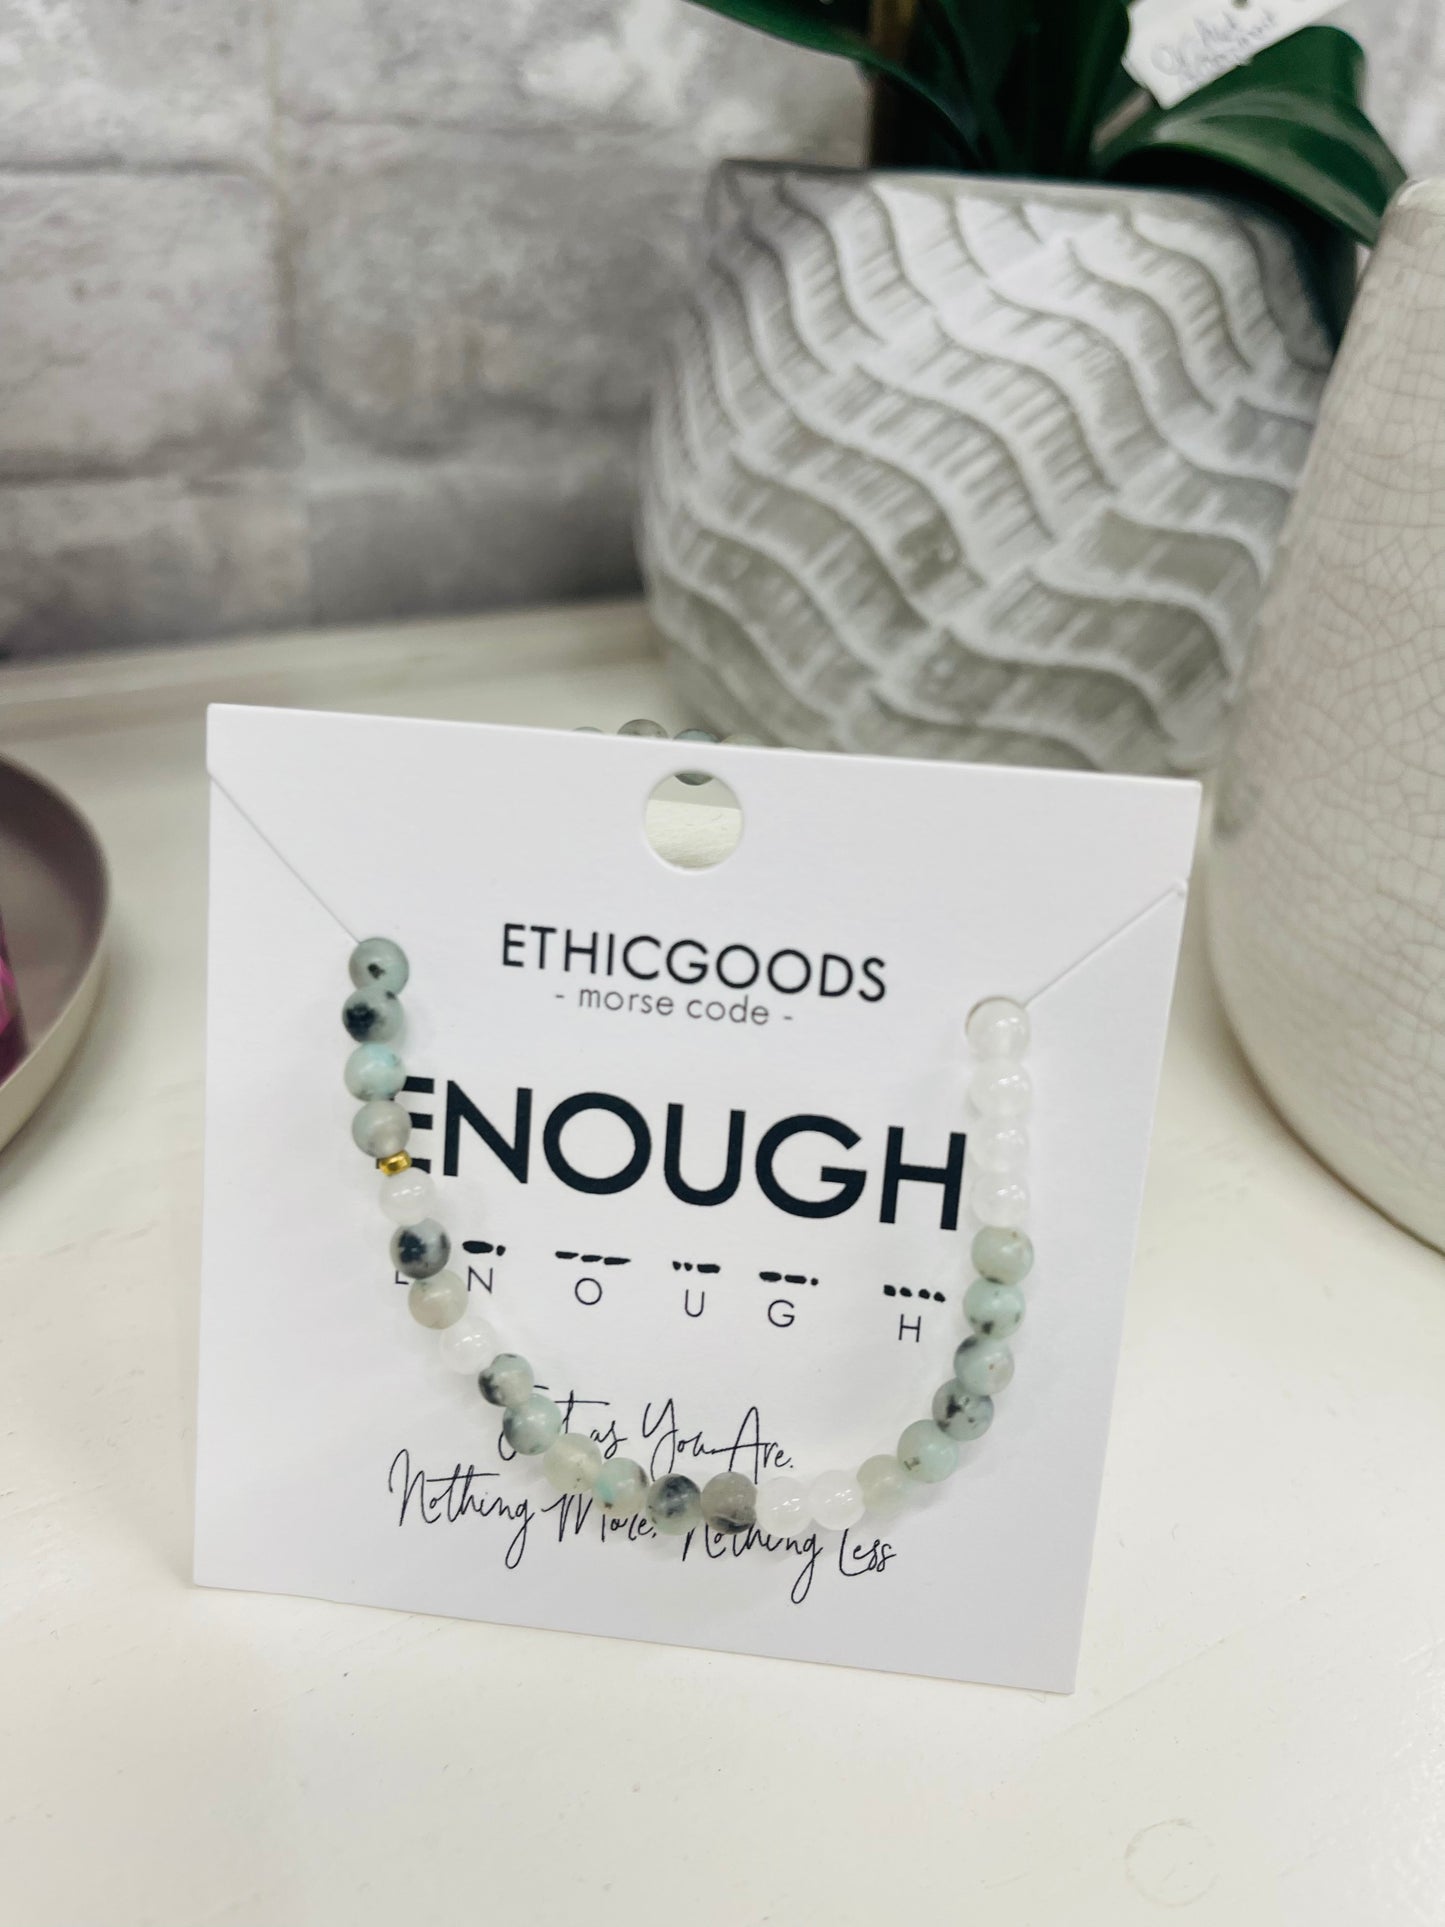 ETHICGOODS
- morse code -
ENOUGH
E N O U G H
as You Are.
Nothing More. Nothing Less